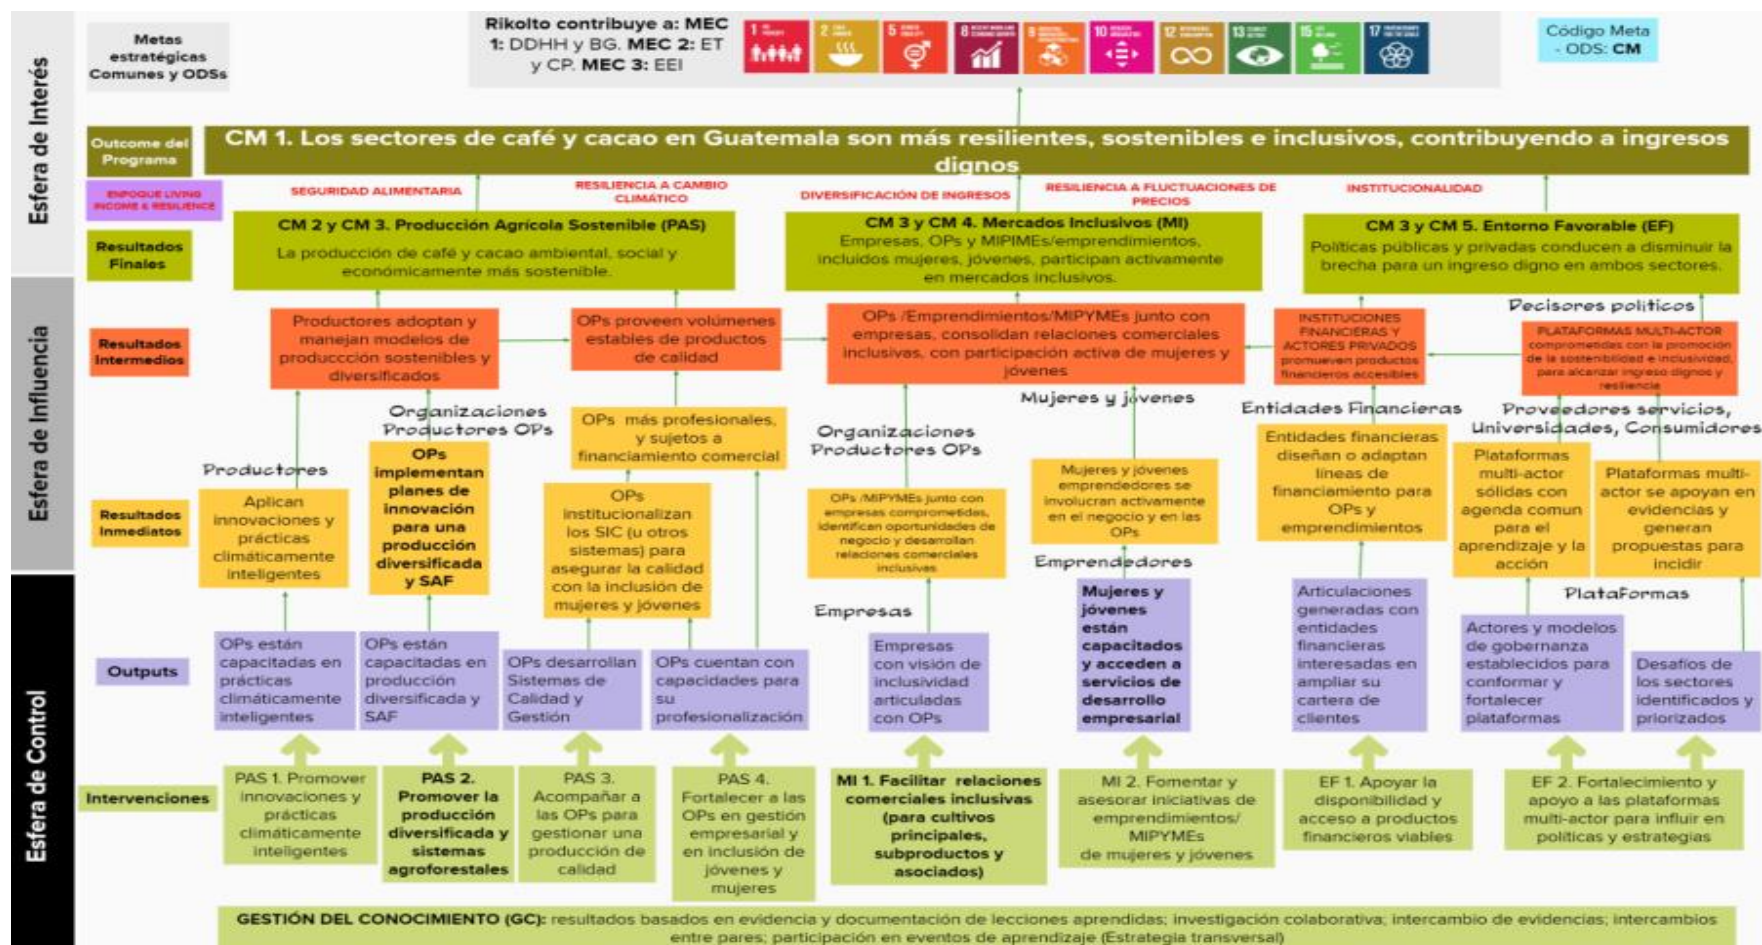 Esfera de Interés
Esfera de Influencia
Esfera de Control
Metas
estratégicas
Comunes y ODSs
Rikolto contribuye a: MEC
1: DDHH y BG. MEC 2: ET
y CP. MEC 3: EEI
1
2
5
8
9
10
12
13
15
17
Código Meta
- ODS: CM
Outcome del
Programa
CM 1. Los sectores de café y cacao en Guatemala son más resilientes, sostenibles e inclusivos, contribuyendo a ingresos
dignos
ENFOQUE LIVING
INCOME & RESILIENCE
SEGURIDAD ALIMENTARIA
RESILIENCIA A CAMBIO
CLIMÁTICO
DIVERSIFICACIÓN DE INGRESOS
RESILIENCIA A FLUCTUACIONES DE
PRECIOS
INSTITUCIONALIDAD
Resultados
Finales
CM 2 y CM 3. Producción Agrícola Sostenible (PAS)
La producción de café y cacao ambiental, social y
económicamente más sostenible.
CM 3 y CM 4. Mercados Inclusivos (MI)
Empresas, OPs y MIPIMEs/emprendimientos,
incluidos mujeres, jóvenes, participan activamente
en mercados inclusivos.
CM 3 y CM 5. Entorno Favorable (EF)
Políticas públicas y privadas conducen a disminuir la
brecha para un ingreso digno en ambos sectores.
Decisores políticos
Resultados
Intermedios
Productores adoptan y
manejan modelos de
produccción sostenibles y
diversificados
OPs proveen volúmenes
estables de productos
de calidad
OPs /Emprendimientos/MIPYMEs junto con
empresas, consolidan relaciones comerciales
inclusivas, con participación activa de mujeres y
jóvenes
INSTITUCIONES
FINANCIERAS Y
ACTORES PRIVADOS
promueven productos
financieros accesibles
PLATAFORMAS MULTI-ACTOR
comprometidas con la promoción
de la sostenibilidad e inclusividad,
para alcanzar ingreso dignos y
resiliencia
Organizaciones
Productores OPs
Mujeres y jóvenes
Entidades Financieras
Proveedores servicios,
Universidades, Consumidores
Productores
Organizaciones
Productores OPs
Resultados
Inmediatos
Aplican
innovaciones y
prácticas
climáticamente
inteligentes
OPs
implementan
planes de
innovación
para una
producción
diversificada
y SAF
OPs más profesionales,
y sujetos a
financiamiento comercial
OPs
institucionalizan
los SIC (u otros
sistemas) para
asegurar la calidad
con la inclusión de
mujeres y jóvenes
OPs /MIPYMEs junto con
empresas comprometidas,
identifican oportunidades de
negocio y desarrollan
relaciones comerciales
inclusivas
Mujeres y jóvenes
emprendedores se
involucran activamente
en el negocio y en las
OPs
Entidades financieras
diseñan o adaptan
líneas de
financiamiento para
OPs y
emprendimientos
Plataformas
multi-actor
sólidas con
agenda comun
para el
aprendizaje y la
acción
Plataformas multi-
actor se apoyan en
evidencias y
generan
propuestas para
incidir
Empresas
Emprendedores
Plataformas
Outputs
OPs están
capacitadas en
prácticas
climáticamente
inteligentes
OPs están
capacitadas en
producción
diversificada y
SAF
OPs desarrollan
Sistemas de
Calidad y
Gestión
OPs cuentan con
capacidades para
su
profesionalización
Empresas
con visión de
inclusividad
articuladas
con OPs
Mujeres y
jóvenes
están
capacitados
y acceden a
servicios de
desarrollo
empresarial
Articulaciones
generadas con
entidades
financieras
interesadas en
ampliar su
cartera de
clientes
Actores y modelos
de gobernanza
establecidos para
conformar y
fortalecer
plataformas
Desafíos de
los sectores
identificados y
priorizados
Intervenciones
PAS 1. Promover
innovaciones y
prácticas
climáticamente
inteligentes
PAS 2.
Promover la
producción
diversificada y
sistemas
agroforestales
PAS 3.
Acompañar a
las OPs para
gestionar una
producción de
calidad
PAS 4.
Fortalecer a las
OPs en gestión
empresarial y
en inclusión de
jóvenes y
mujeres
MI 1. Facilitar relaciones
comerciales inclusivas
(para cultivos
principales,
subproductos y
asociados)
MI 2. Fomentar y
asesorar iniciativas de
emprendimientos/
MIPYMEs
de mujeres y jóvenes
EF 1. Apoyar la
disponibilidad y
acceso a productos
financieros viables
EF 2. Fortalecimiento y
apoyo a las plataformas
multi-actor para influir en
políticas y estrategias
GESTIÓN DEL CONOCIMIENTO (GC): resultados basados en evidencia y documentación de lecciones aprendidas; investigación colaborativa; intercambio de evidencias; intercambios
entre pares; participación en eventos de aprendizaje (Estrategia transversal)